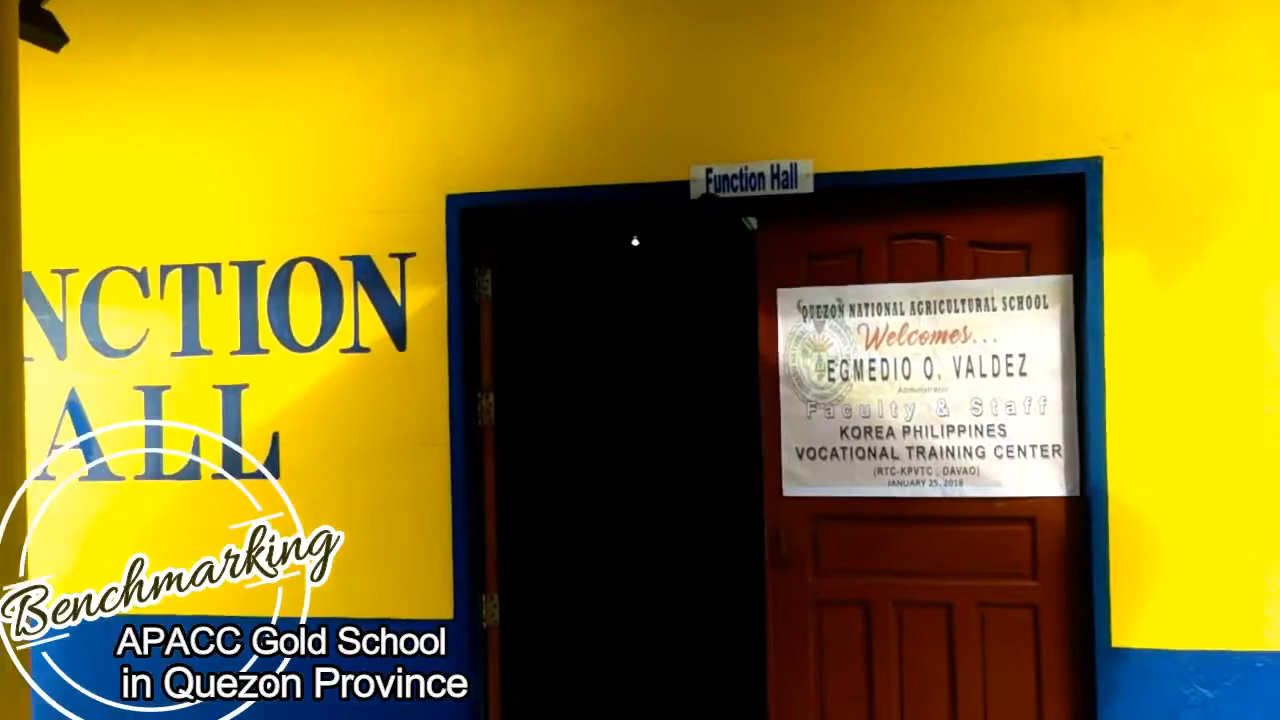 Function Hall
NCTION
ALL
QUEZON NATIONAL AGRICULTURAL SCHOOL
Welcomes...
EGMEDIO O. VALDEZ
Administrator
Faculty & Staff
KOREA PHILIPPINES
VOCATIONAL TRAINING CENTER
(RTC-KPVTC , DAVAO)
JANUARY 25, 2018
Benchmarking
APACC Gold School
in Quezon Province